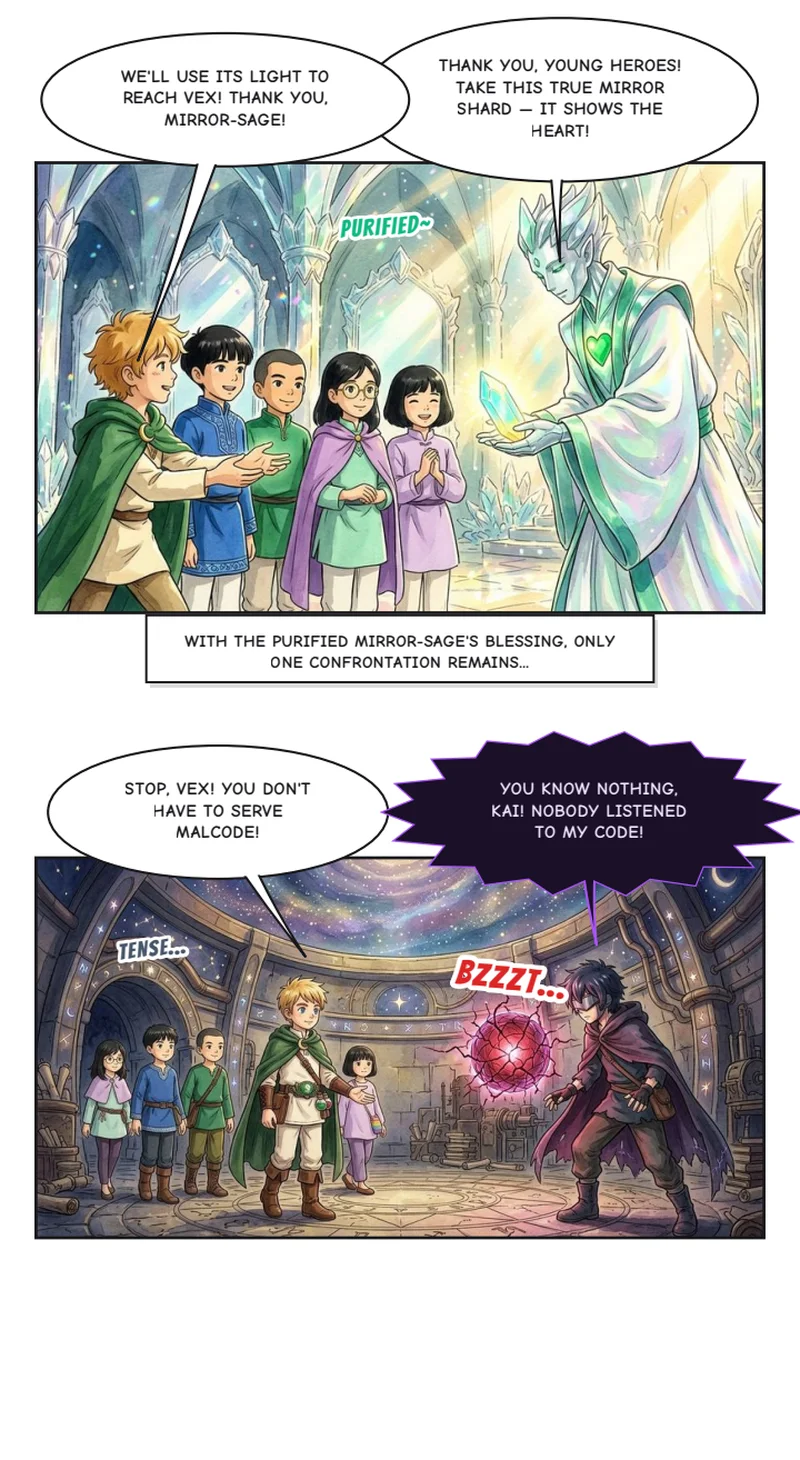 WE'LL USE ITS LIGHT TO
REACH VEX! THANK YOU,
MIRROR-SAGE!
THANK YOU, YOUNG HEROES!
TAKE THIS TRUE MIRROR
SHARD — IT SHOWS THE
HEART!
PURIFIED~
WITH THE PURIFIED MIRROR-SAGE'S BLESSING, ONLY
ONE CONFRONTATION REMAINS...
STOP, VEX! YOU DON'T
HAVE TO SERVE
MALCODE!
YOU KNOW NOTHING,
KAI! NOBODY LISTENED
TO MY CODE!
TENSE...
BZZZT...